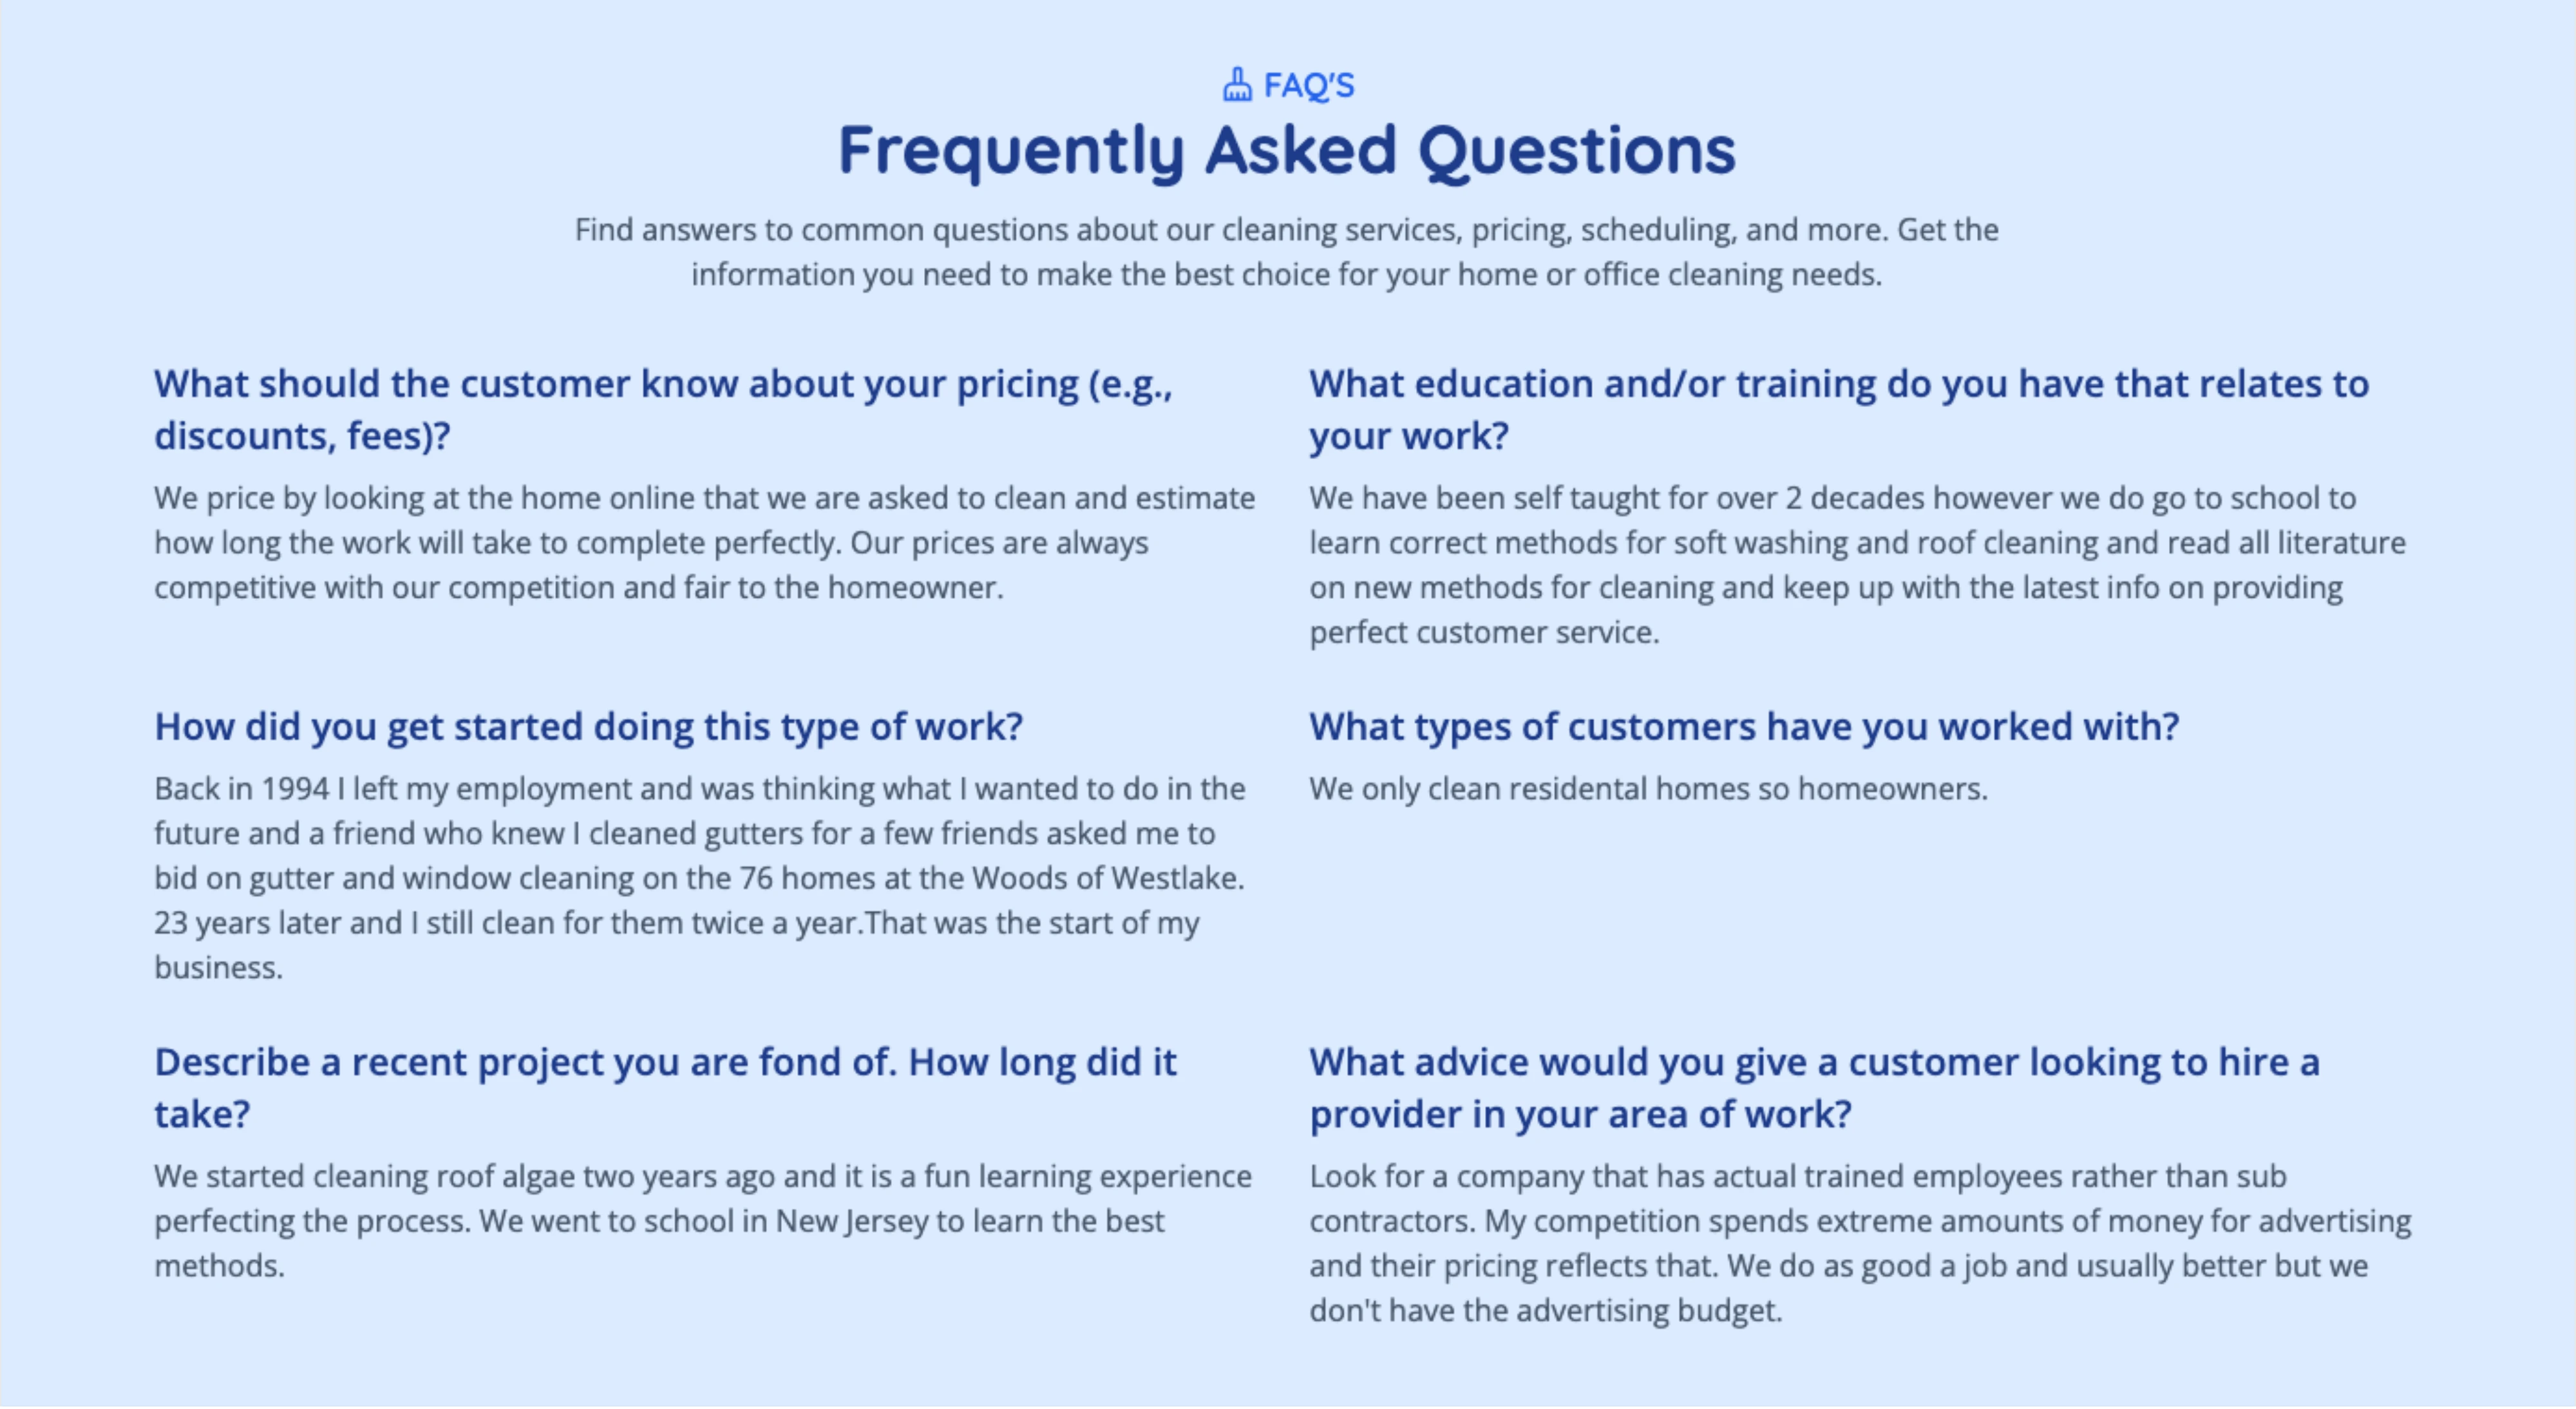 FAQ'S
Frequently Asked Questions
Find answers to common questions about our cleaning services, pricing, scheduling, and more. Get the
information you need to make the best choice for your home or office cleaning needs.
What should the customer know about your pricing (e.g.,
discounts, fees)?
We price by looking at the home online that we are asked to clean and estimate
how long the work will take to complete perfectly. Our prices are always
competitive with our competition and fair to the homeowner.
What education and/or training do you have that relates to
your work?
We have been self taught for over 2 decades however we do go to school to
learn correct methods for soft washing and roof cleaning and read all literature
on new methods for cleaning and keep up with the latest info on providing
perfect customer service.
How did you get started doing this type of work?
Back in 1994 I left my employment and was thinking what I wanted to do in the
future and a friend who knew I cleaned gutters for a few friends asked me to
bid on gutter and window cleaning on the 76 homes at the Woods of Westlake.
23 years later and I still clean for them twice a year.That was the start of my
business.
What types of customers have you worked with?
We only clean residental homes so homeowners.
Describe a recent project you are fond of. How long did it
take?
We started cleaning roof algae two years ago and it is a fun learning experience
perfecting the process. We went to school in New Jersey to learn the best
methods.
What advice would you give a customer looking to hire a
provider in your area of work?
Look for a company that has actual trained employees rather than sub
contractors. My competition spends extreme amounts of money for advertising
and their pricing reflects that. We do as good a job and usually better but we
don't have the advertising budget.